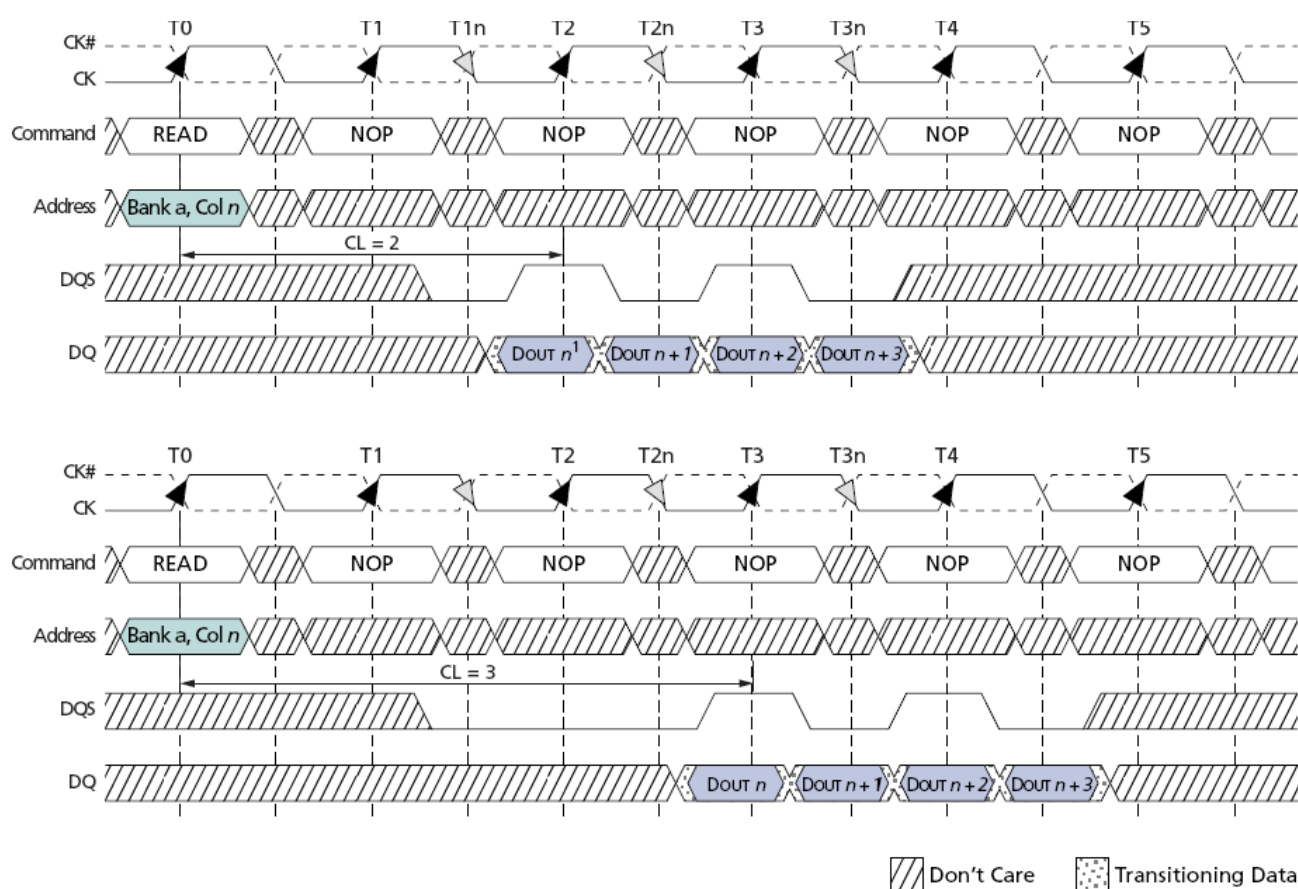 T0 T1 T1n T2 T2n T3 T3n T4 T5
CK#
CK
Command READ NOP NOP NOP NOP NOP
Address Bank a, Col n
CL = 2
DQS
DQ DOUT n¹ DOUT n + 1 DOUT n + 2 DOUT n + 3
T0 T1 T2 T2n T3 T3n T4 T5
CK#
CK
Command READ NOP NOP NOP NOP NOP
Address Bank a, Col n
CL = 3
DQS
DQ DOUT n DOUT n + 1 DOUT n + 2 DOUT n + 3
Don't Care Transitioning Data